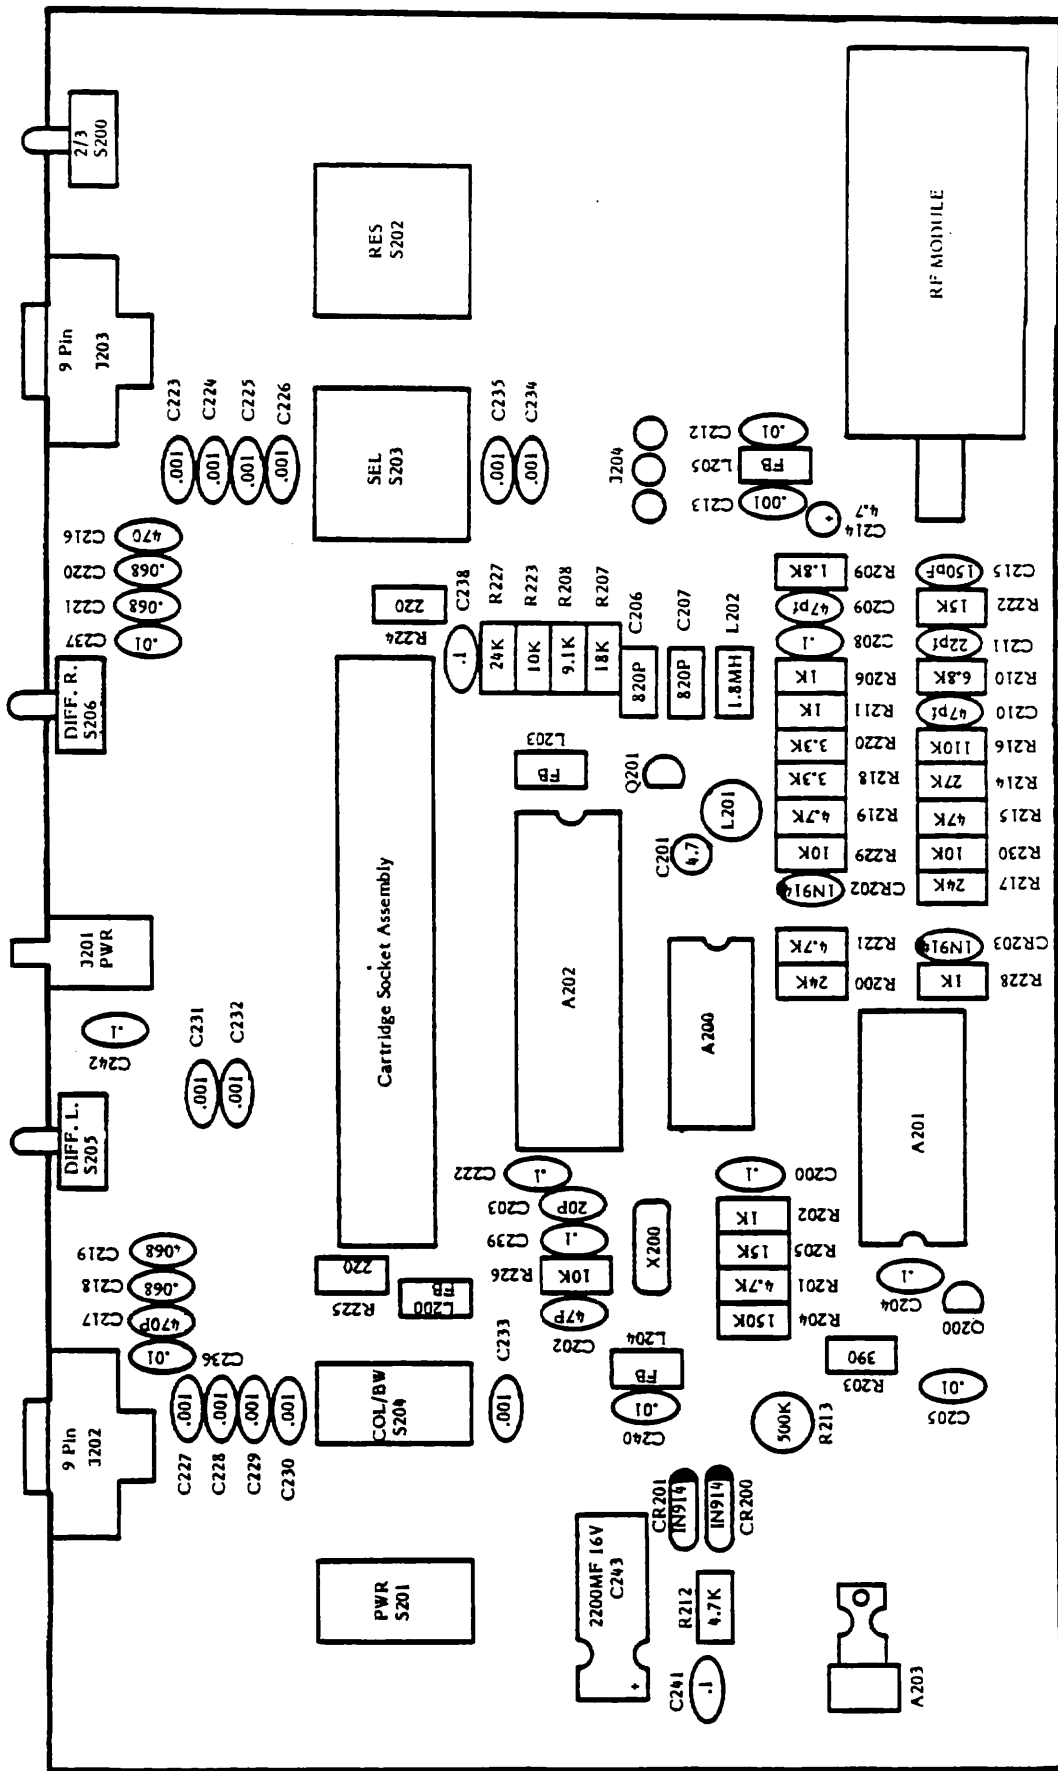 2/3
S200
9 Pin
J203
C223
.001
C224
.001
C225
.001
C226
.001
RES
S202
SEL
S203
C235
.001
C234
.001
J204
C212
.01
L205
FB
C213
.001
C214
4.7
+
RF MODULE
C216
470
C220
.068
C221
.068
C237
.01
DIFF. R.
S206
R224
220
C238
.1
R227
24K
R223
10K
R208
9.1K
R207
18K
C206
820P
C207
820P
L202
1.8MH
R209
1.8K
C209
47pf
C208
.1
R206
1K
R211
1K
R220
3.3K
R218
3.3K
R219
4.7K
R229
10K
CR202
1N914
R221
4.7K
R200
24K
C215
150pF
R222
15K
C211
22pf
R210
6.8K
C210
47pf
R216
110K
R214
27K
R215
47K
R230
10K
R217
24K
CR203
1N914
R228
1K
Cartridge Socket Assembly
L203
FB
Q201
C201
4.7
L201
J201
PWR
C242
.1
C231
.001
C232
.001
DIFF. L.
S205
A202
A200
A201
C222
.1
C203
20P
C239
.1
R226
10K
C202
47P
X200
C200
.1
R202
1K
R205
15K
R201
4.7K
R204
150K
C204
.1
Q200
R203
390
C205
.01
C219
4068
C218
.068
C217
470P
C236
.01
R225
220
L200
FB
L204
FB
C240
.01
R213
500K
9 Pin
J202
C227
.001
C228
.001
C229
.001
C230
.001
COL/BW
S204
C233
.001
CR201
IN914
CR200
IN914
PWR
S201
2200MF 16V
C243
+
R212
4.7K
C241
.1
A203